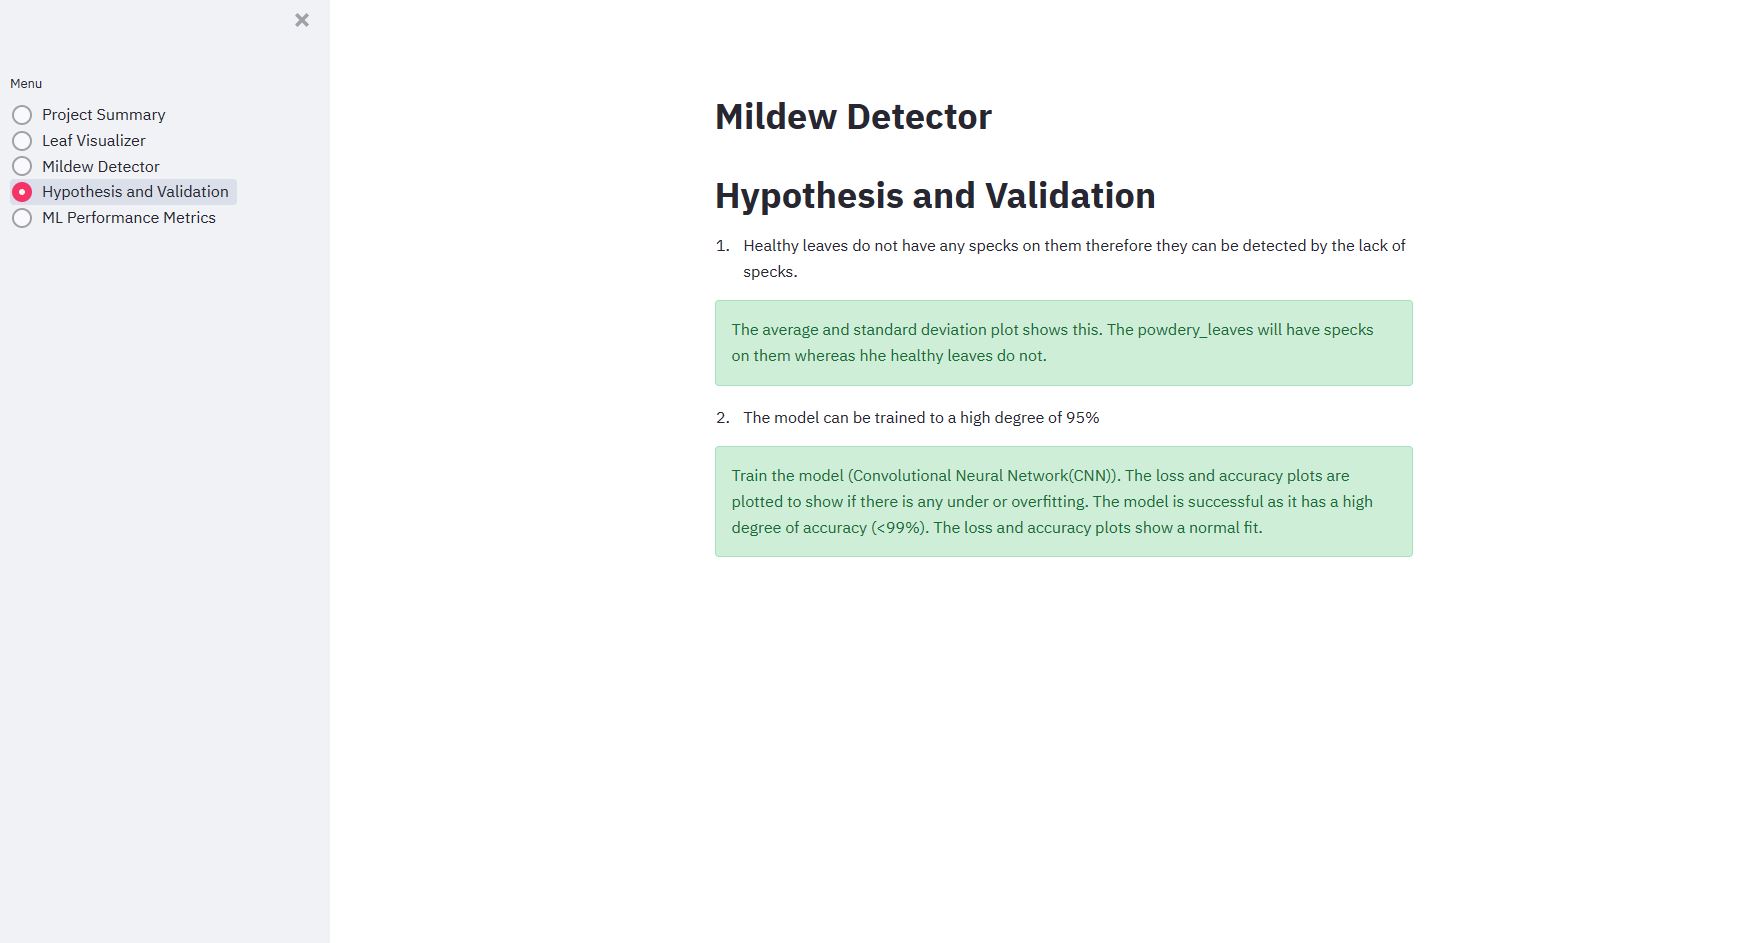 Menu
Project Summary
Leaf Visualizer
Mildew Detector
Hypothesis and Validation
ML Performance Metrics
Mildew Detector
Hypothesis and Validation
1. Healthy leaves do not have any specks on them therefore they can be detected by the lack of
specks.
The average and standard deviation plot shows this. The powdery_leaves will have specks
on them whereas hhe healthy leaves do not.
2. The model can be trained to a high degree of 95%
Train the model (Convolutional Neural Network(CNN)). The loss and accuracy plots are
plotted to show if there is any under or overfitting. The model is successful as it has a high
degree of accuracy (<99%). The loss and accuracy plots show a normal fit.